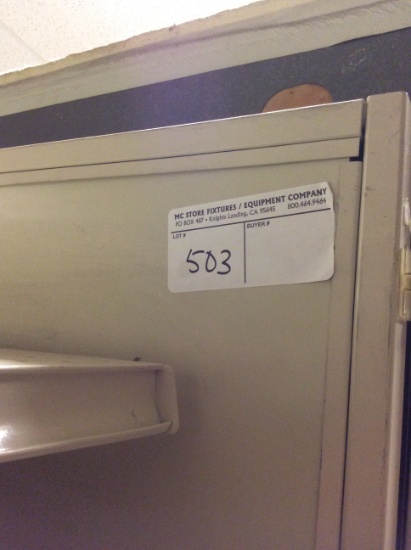 MC STORE FIXTURES / EQUIPMENT COMPANY
PO BOX 487 • Knights Landing, CA 95645 800.464.9464
LOT # BUYER #
503